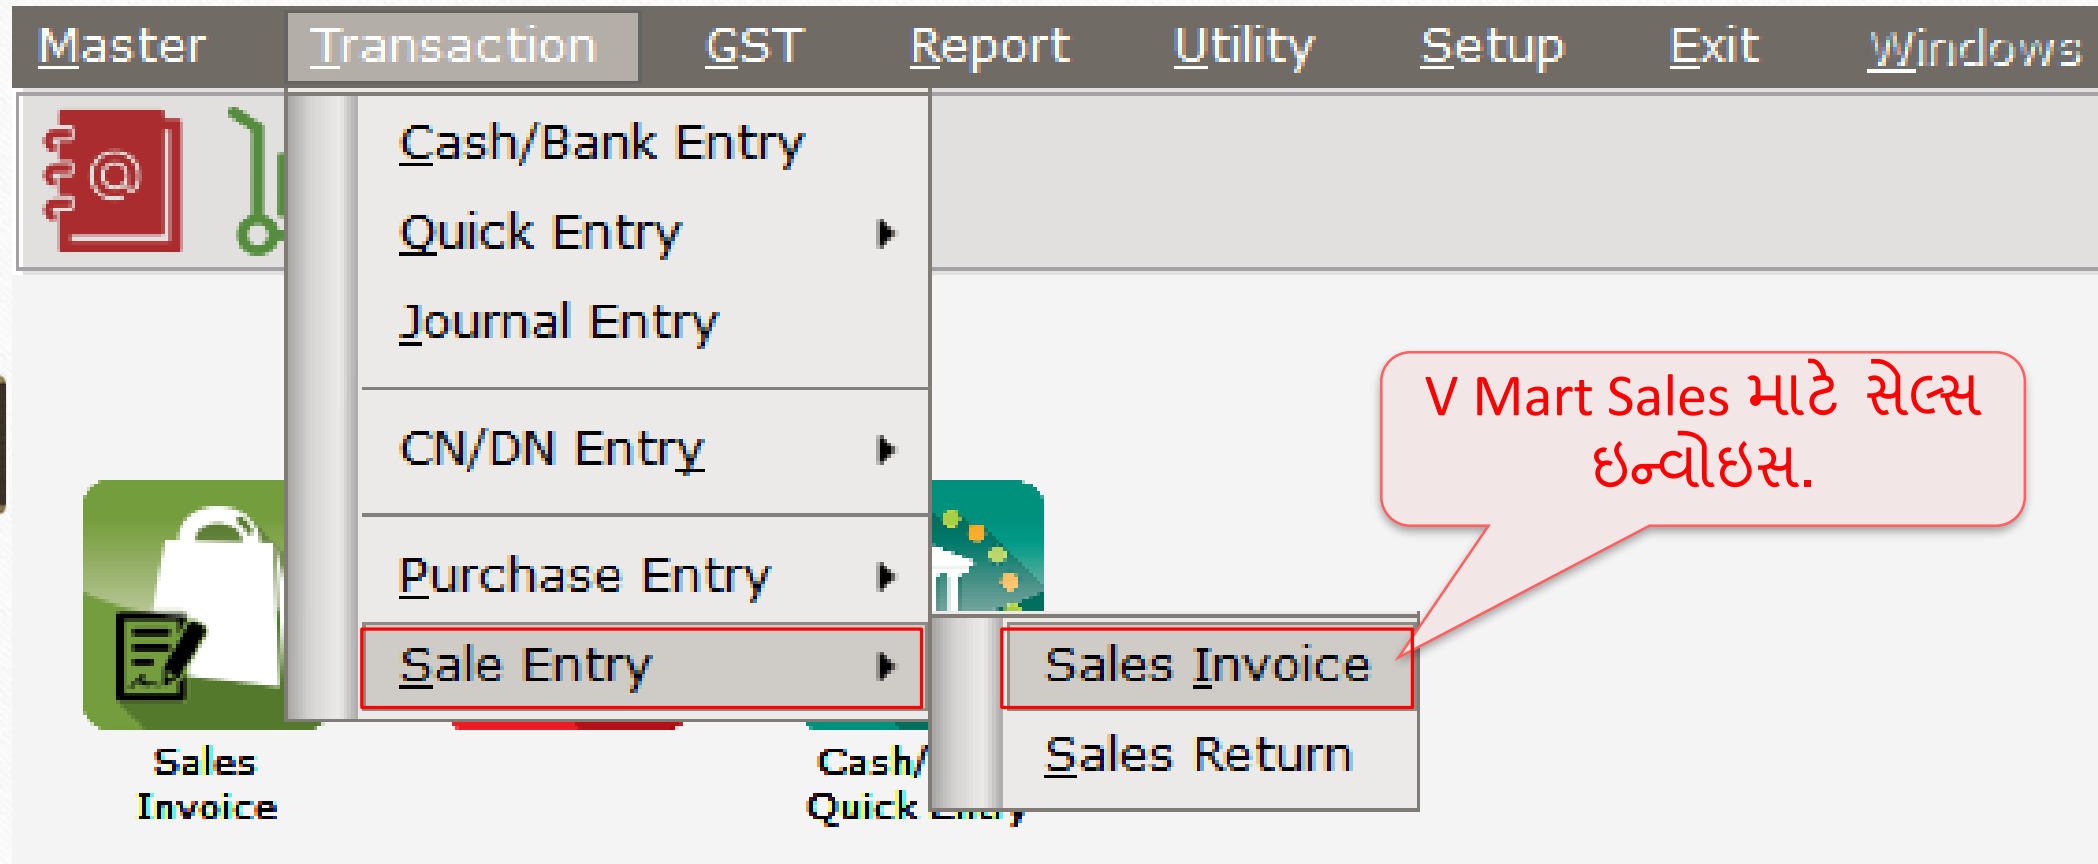 Master Transaction GST Report Utility Setup Exit Windows
@
Cash/Bank Entry
Quick Entry
Journal Entry
CN/DN Entry
Purchase Entry
Sale Entry
Sales Invoice
Sales Return
V Mart Sales માટે સેલ્સ
ઇન્વોઇસ.
Sales
Invoice
Cash/
Quick Entry